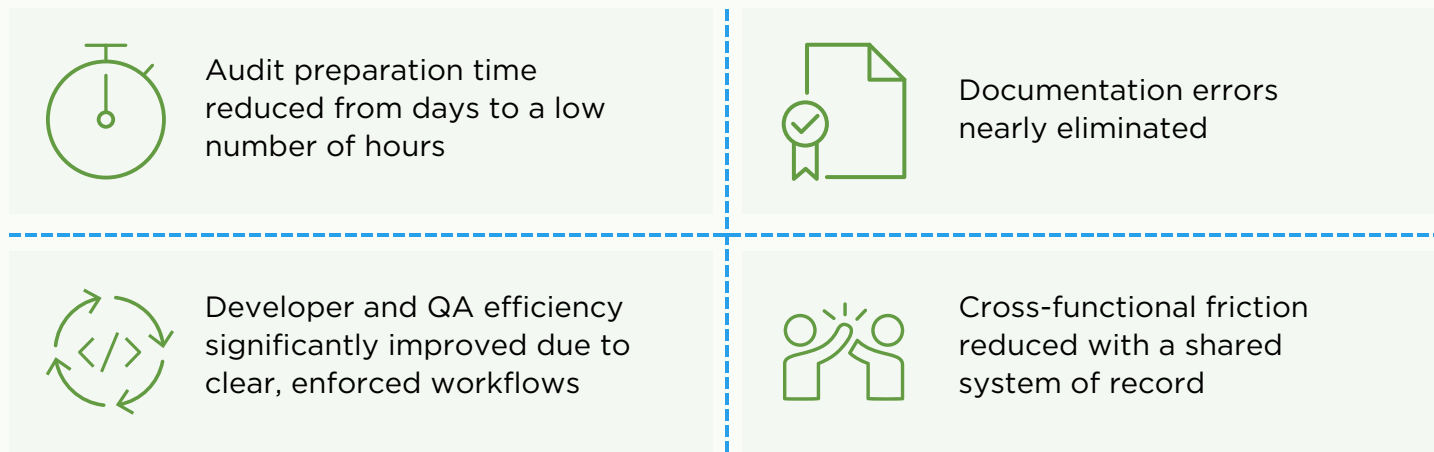 Audit preparation time
reduced from days to a low
number of hours
Documentation errors
nearly eliminated
Developer and QA efficiency
significantly improved due to
clear, enforced workflows
Cross-functional friction
reduced with a shared
system of record